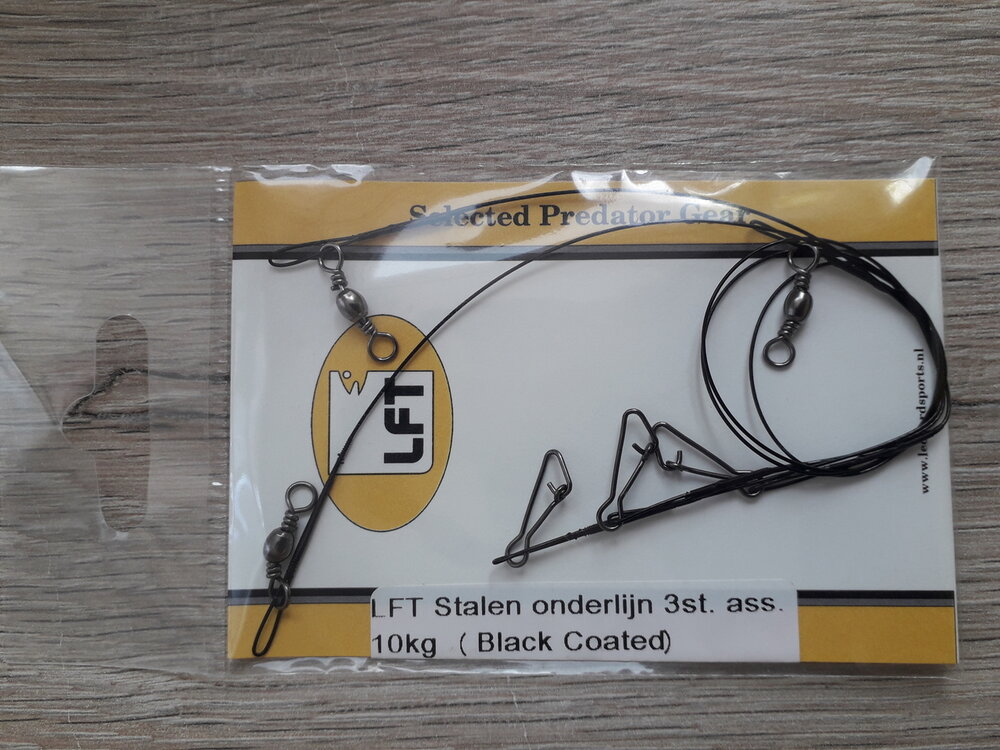 Selected Predator Gear
LFT
LFT Stalen onderlijn 3st. ass.
10kg ( Black Coated)